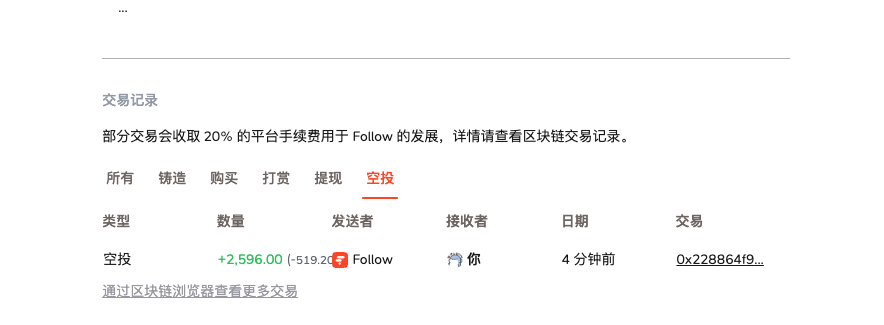 ...
交易记录
部分交易会收取 20% 的平台手续费用于 Follow 的发展，详情请查看区块链交易记录。
所有 铸造 购买 打赏 提现 空投
类型 数量 发送者 接收者 日期 交易
空投 +2,596.00 (-519.20 Follow 你 4 分钟前 0x228864f9...
通过区块链浏览器查看更多交易